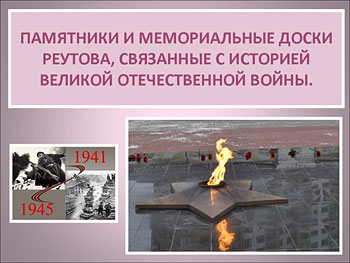 ПАМЯТНИКИ И МЕМОРИАЛЬНЫЕ ДОСКИ
РЕУТОВА, СВЯЗАННЫЕ С ИСТОРИЕЙ
ВЕЛИКОЙ ОТЕЧЕСТВЕННОЙ ВОЙНЫ.
1941
1945